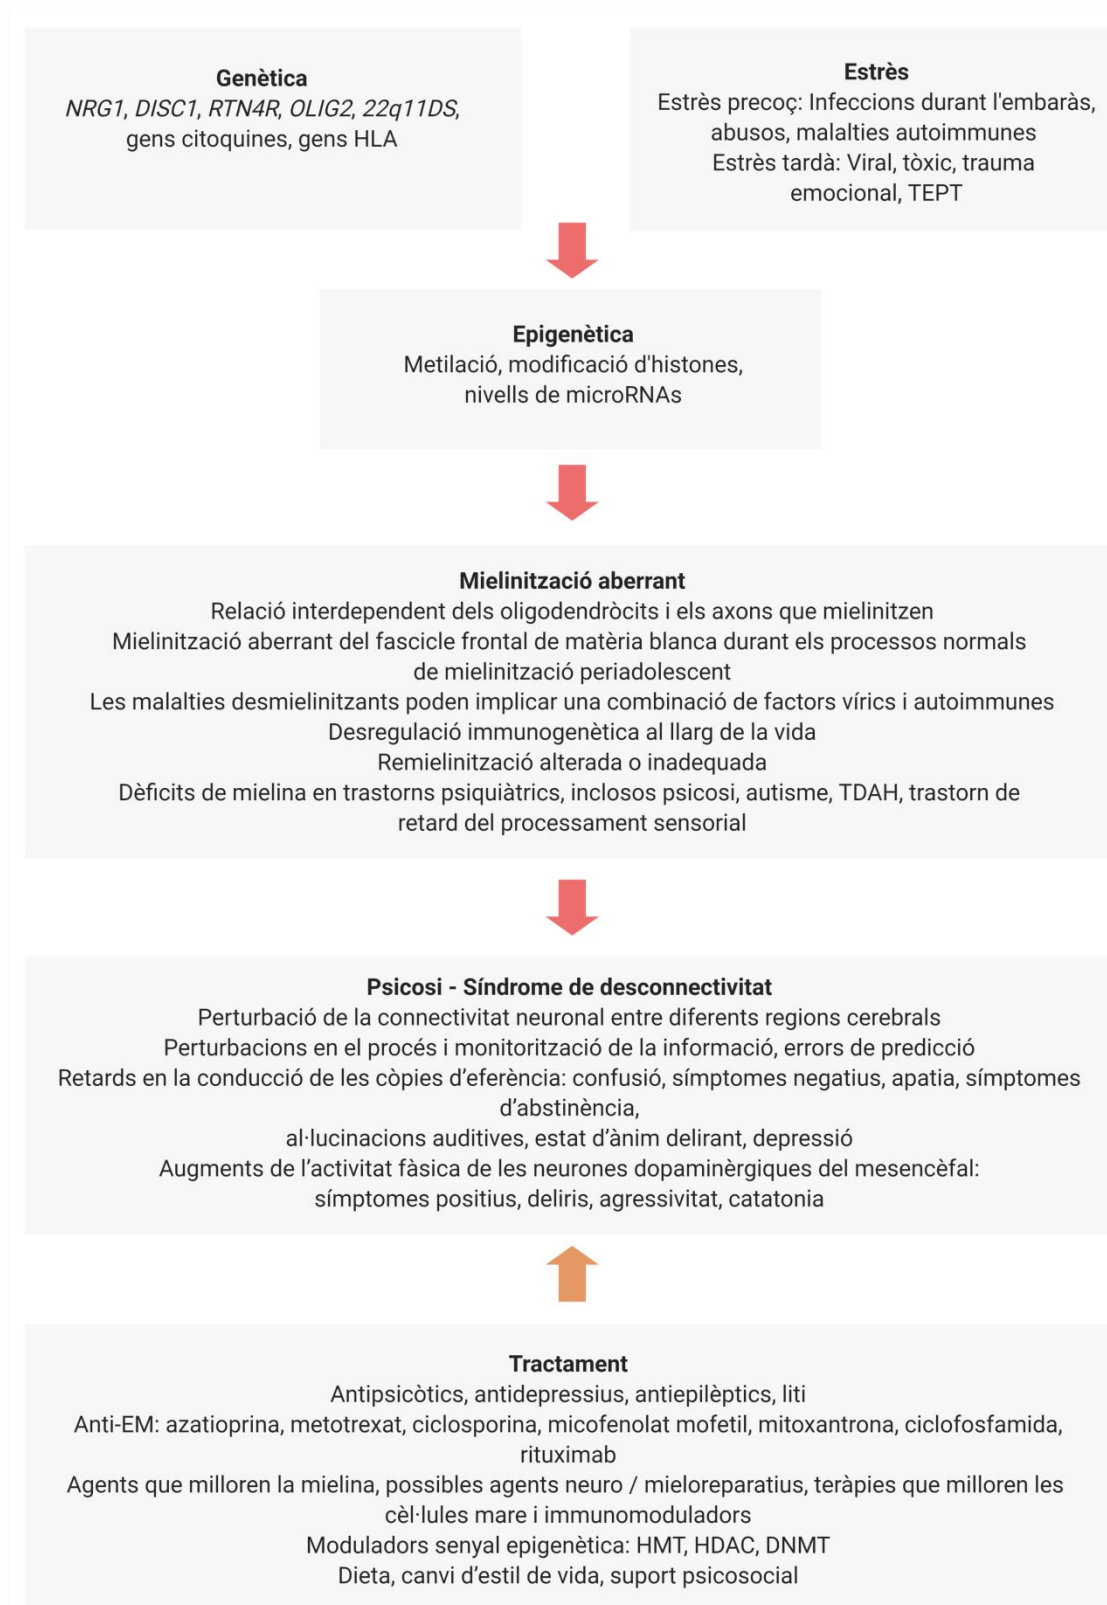 Genètica
NRG1, DISC1, RTN4R, OLIG2, 22q11DS,
gens citoquines, gens HLA
Estrès
Estrès precoç: Infeccions durant l'embaràs,
abusos, malalties autoimmunes
Estrès tardà: Viral, tòxic, trauma
emocional, TEPT
Epigenètica
Metilació, modificació d'histones,
nivells de microRNAs
Mielinització aberrant
Relació interdependent dels oligodendròcits i els axons que mielinitzen
Mielinització aberrant del fascicle frontal de matèria blanca durant els processos normals
de mielinització periadolescent
Les malalties desmielinitzants poden implicar una combinació de factors vírics i autoimmunes
Desregulació immunogenètica al llarg de la vida
Remielinització alterada o inadequada
Dèficits de mielina en trastorns psiquiàtrics, inclosos psicosi, autisme, TDAH, trastorn de
retard del processament sensorial
Psicosi - Síndrome de desconnectivitat
Perturbació de la connectivitat neuronal entre diferents regions cerebrals
Perturbacions en el procés i monitorització de la informació, errors de predicció
Retards en la conducció de les còpies d’eferència: confusió, símptomes negatius, apatia, símptomes
d’abstinència,
al·lucinacions auditives, estat d’ànim delirant, depressió
Augments de l’activitat fàsica de les neurones dopaminèrgiques del mesencèfal:
símptomes positius, deliris, agressivitat, catatonia
Tractament
Antipsicòtics, antidepressius, antiepilèptics, liti
Anti-EM: azatioprina, metotrexat, ciclosporina, micofenolat mofetil, mitoxantrona, ciclofosfamida,
rituximab
Agents que milloren la mielina, possibles agents neuro / mieloreparatius, teràpies que milloren les
cèl·lules mare i immunomoduladors
Moduladors senyal epigenètica: HMT, HDAC, DNMT
Dieta, canvi d’estil de vida, suport psicosocial